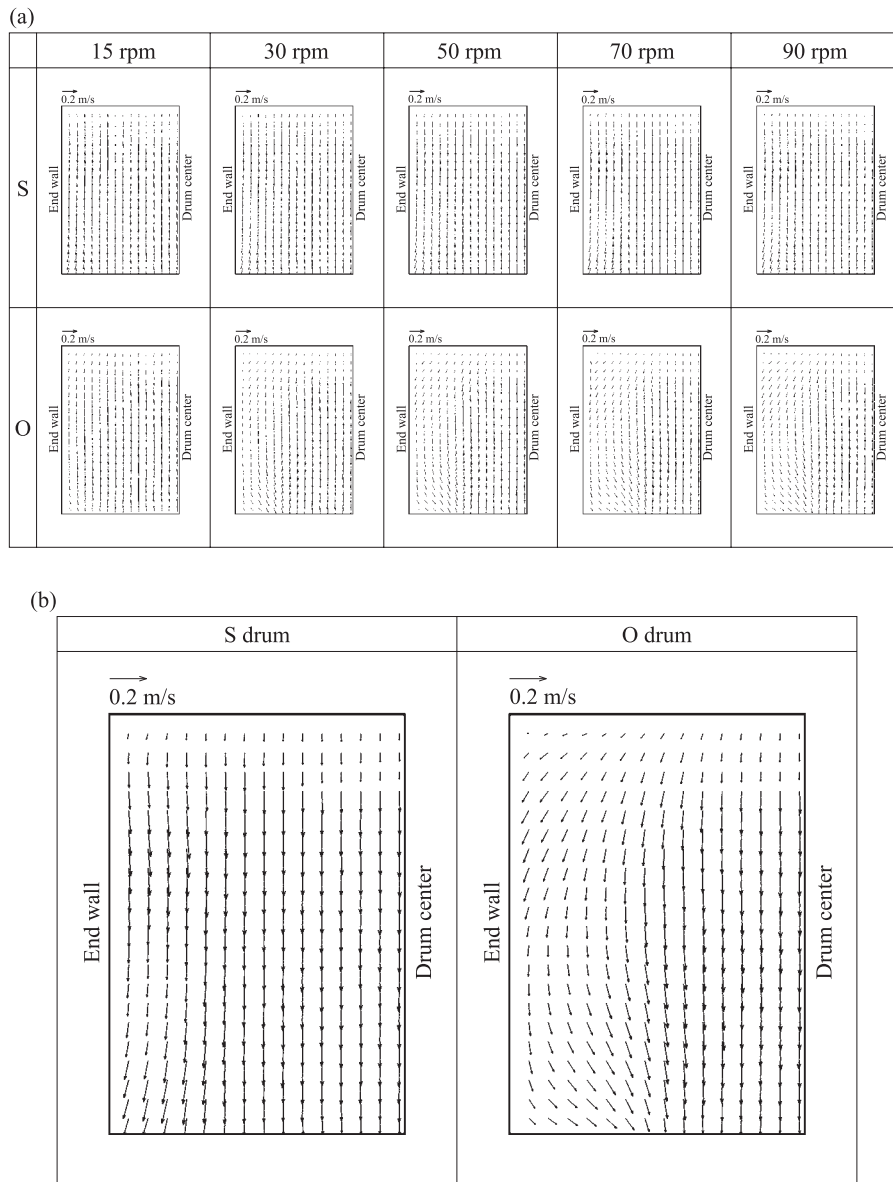 (a)
15 rpm 30 rpm 50 rpm 70 rpm 90 rpm
S
0.2 m/s
End wall
Drum center
0.2 m/s
End wall
Drum center
0.2 m/s
End wall
Drum center
0.2 m/s
End wall
Drum center
0.2 m/s
End wall
Drum center
O
0.2 m/s
End wall
Drum center
0.2 m/s
End wall
Drum center
0.2 m/s
End wall
Drum center
0.2 m/s
End wall
Drum center
0.2 m/s
End wall
Drum center
(b)
S drum O drum
0.2 m/s
End wall
Drum center
0.2 m/s
End wall
Drum center